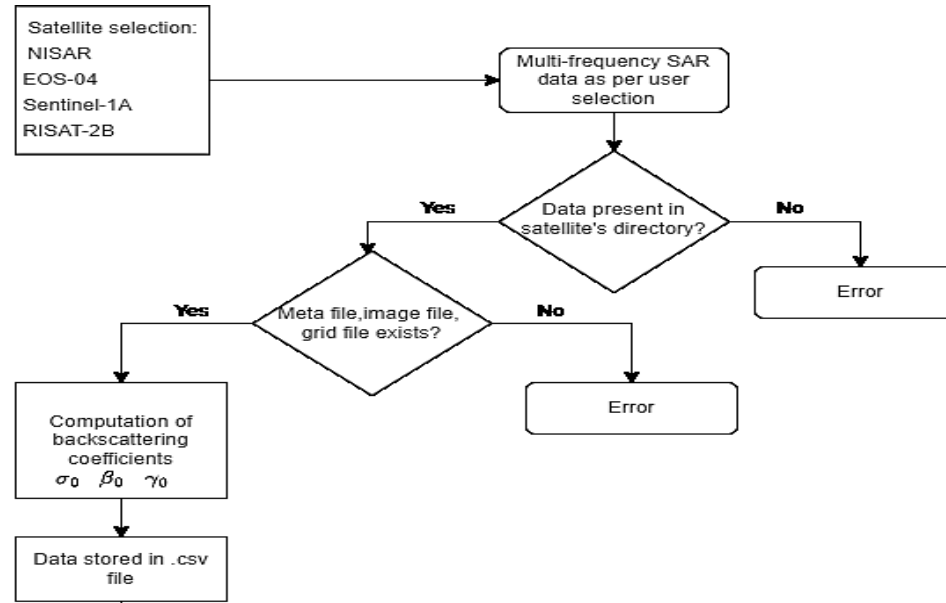 Satellite selection:
NISAR
EOS-04
Sentinel-1A
RISAT-2B
Multi-frequency SAR
data as per user
selection
Data present in
satellite's directory?
Yes
No
Error
Meta file,image file,
grid file exists?
Yes
No
Error
Computation of
backscattering
coefficients
σ₀ β₀ γ₀
Data stored in .csv
file